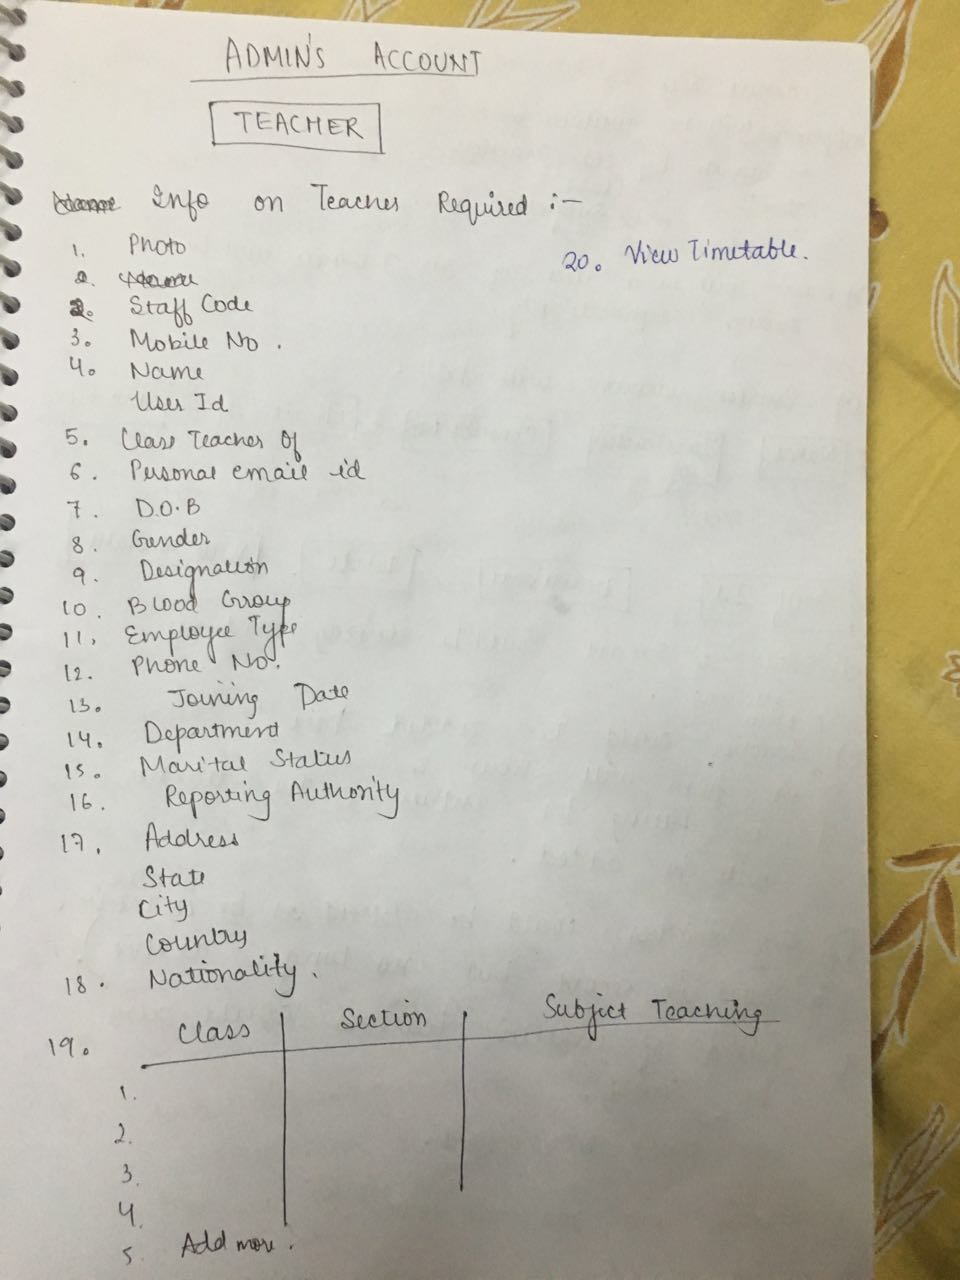 ADMIN'S ACCOUNT
TEACHER
Info on Teacher Required :-
1. Photo
2.
2. Staff Code
3. Mobile No.
4. Name
User Id
5. Class Teacher Of
6. Personal email id
7. D.O.B
8. Gender
9. Designation
10. Blood Group
11. Employee Type
12. Phone No.
13. Joining Date
14. Department
15. Marital Status
16. Reporting Authority
17. Address
State
City
Country
18. Nationality.
19. Class Section Subject Teaching
1.
2.
3.
4.
5. Add more.
20. View Timetable.